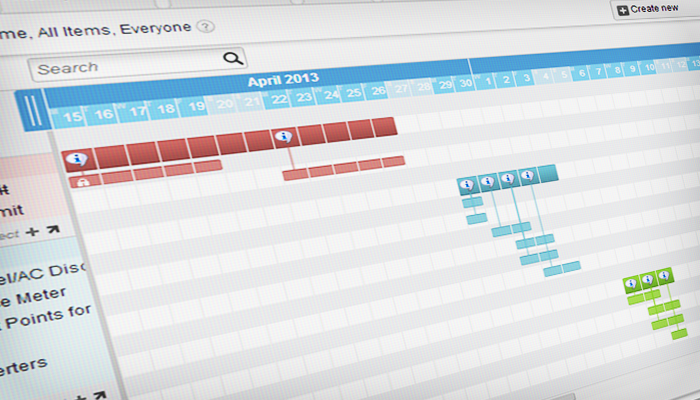 Create new
me, All Items, Everyone ?
Search
April 2013
15 16 17 18 19 20 21 22 23 24 25 26 27 28 29 30 1 2 3 4 5 6 7 8 9 10 11 12 13
mit
ect
el/AC Disc
e Meter
Points for
erters